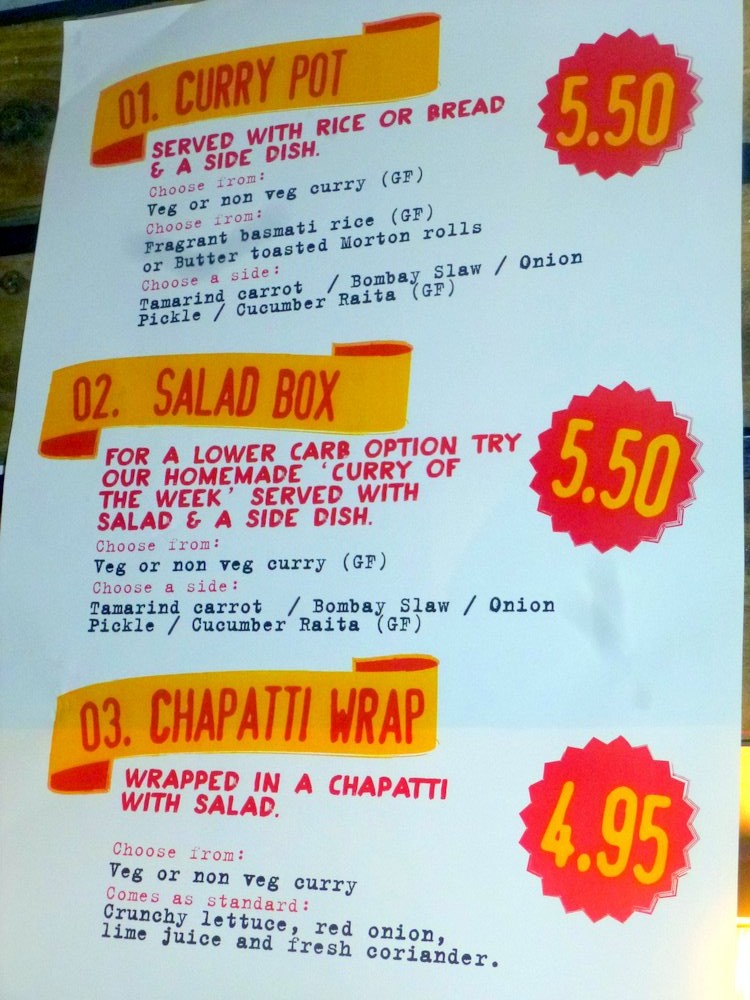 01. CURRY POT
5.50
SERVED WITH RICE OR BREAD
& A SIDE DISH.
Choose from:
Veg or non veg curry (GF)
Choose from:
Fragrant basmati rice (GF)
or Butter toasted Morton rolls
Choose a side:
Tamarind carrot / Bombay Slaw / Onion
Pickle / Cucumber Raita (GF)
02. SALAD BOX
5.50
FOR A LOWER CARB OPTION TRY
OUR HOMEMADE 'CURRY OF
THE WEEK' SERVED WITH
SALAD & A SIDE DISH.
Choose from:
Veg or non veg curry (GF)
Choose a side:
Tamarind carrot / Bombay Slaw / Onion
Pickle / Cucumber Raita (GF)
03. CHAPATTI WRAP
4.95
WRAPPED IN A CHAPATTI
WITH SALAD.
Choose from:
Veg or non veg curry
Comes as standard:
Crunchy lettuce, red onion,
lime juice and fresh coriander.